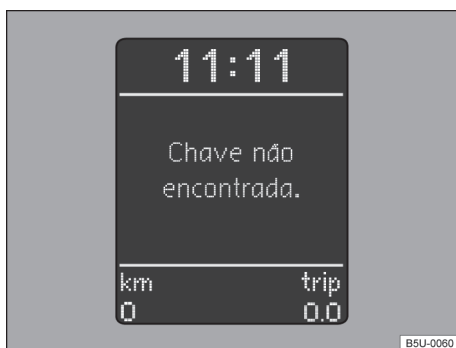 11:11
Chave não
encontrada.
km trip
0 0.0
B5U-0060